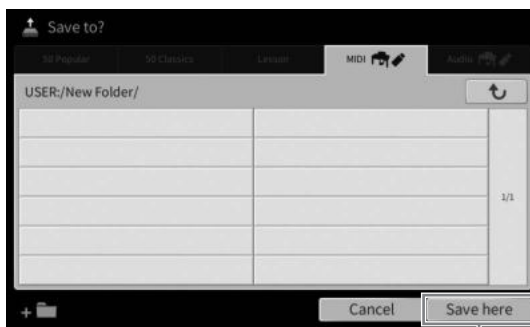 Save to?
50 Popular 50 Classics Lesson MIDI Audio
USER:/New Folder/
1/1
Cancel Save here